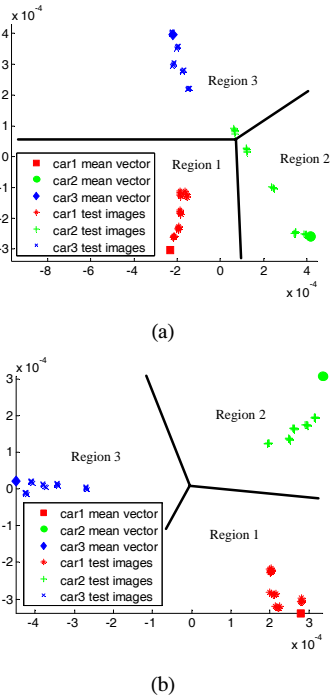 x 10⁻⁴
5
4
3
2
1
0
-1
-2
-3
Region 3
Region 1
Region 2
car1 mean vector
car2 mean vector
car3 mean vector
car1 test images
car2 test images
car3 test images
-8 -6 -4 -2 0 2 4
x 10⁻⁴
(a)
x 10⁻⁴
3
2
1
0
-1
-2
-3
Region 2
Region 3
Region 1
car1 mean vector
car2 mean vector
car3 mean vector
car1 test images
car2 test images
car3 test images
-4 -3 -2 -1 0 1 2 3
x 10⁻⁴
(b)